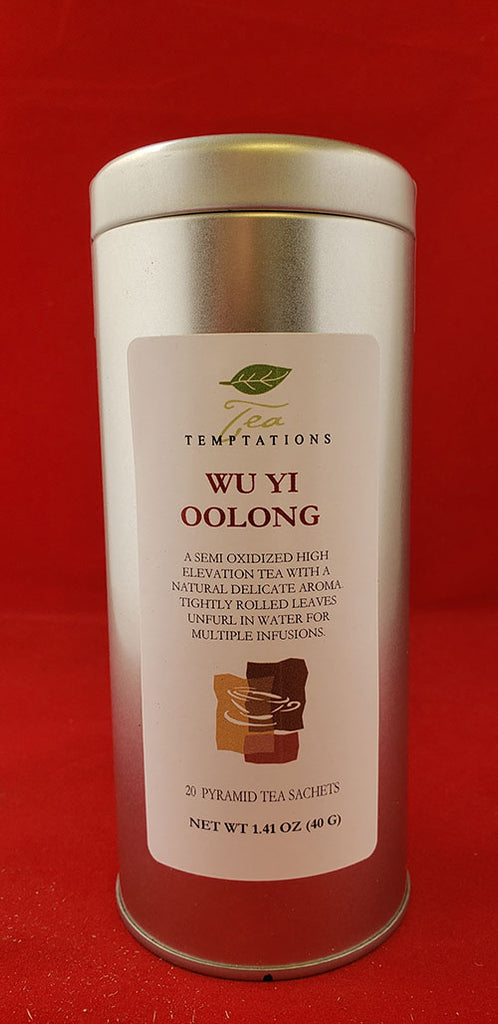 Tea
TEMPTATIONS
WU YI
OOLONG
A SEMI OXIDIZED HIGH
ELEVATION TEA WITH A
NATURAL DELICATE AROMA.
TIGHTLY ROLLED LEAVES
UNFURL IN WATER FOR
MULTIPLE INFUSIONS.
20 PYRAMID TEA SACHETS
NET WT 1.41 OZ (40 G)